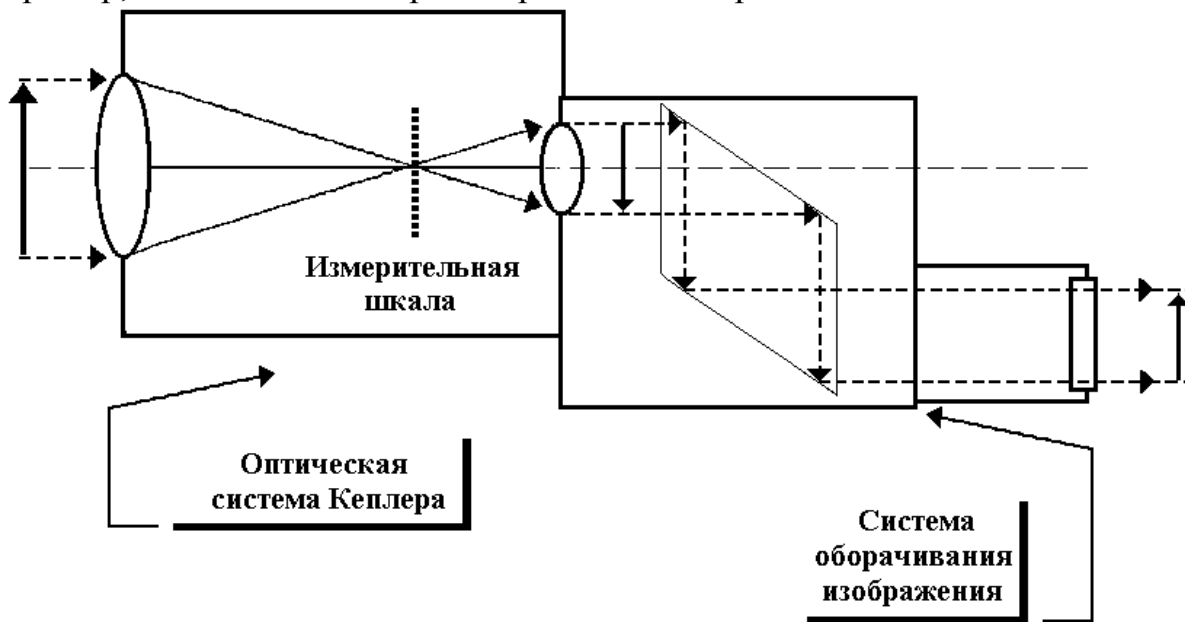 Измерительная
шкала
Оптическая
система Кеплера
Система
оборачивания
изображения